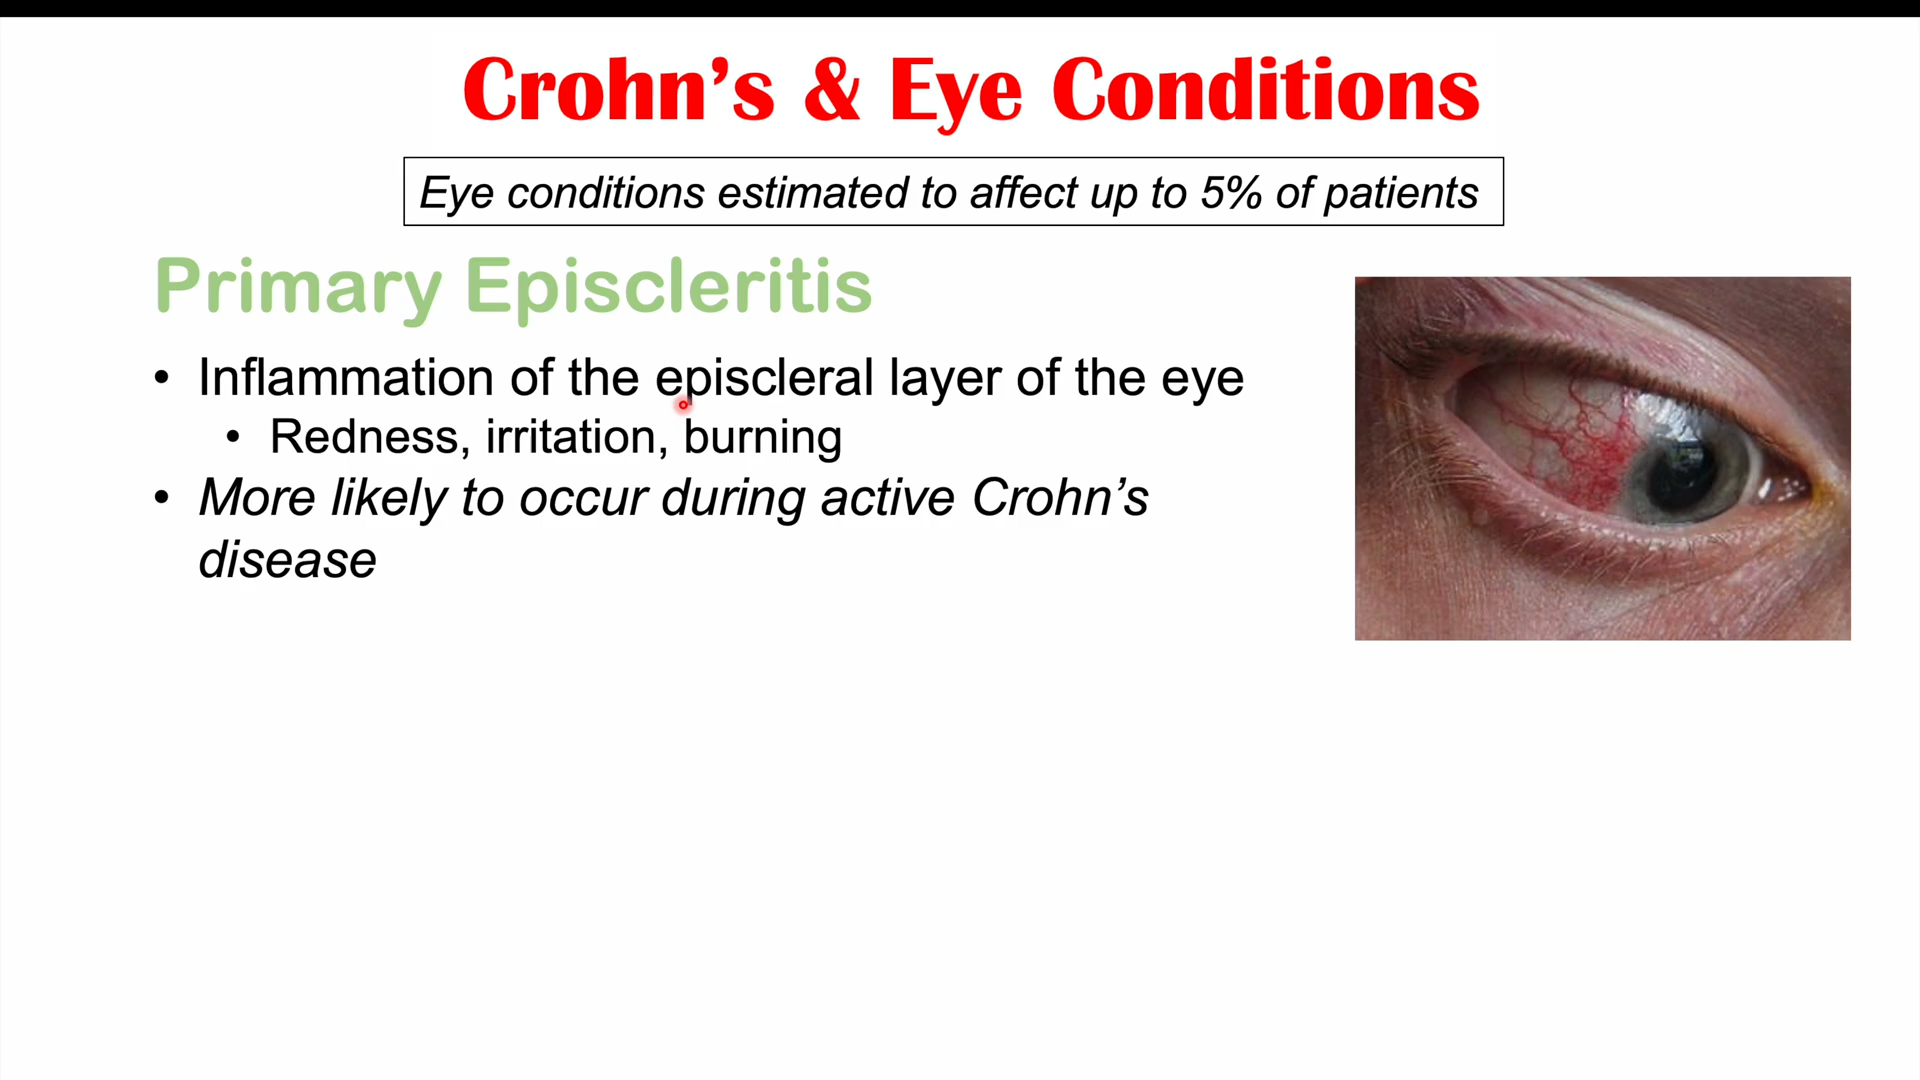 Crohn’s & Eye Conditions
Eye conditions estimated to affect up to 5% of patients
Primary Episcleritis
• Inflammation of the episcleral layer of the eye
• Redness, irritation, burning
• More likely to occur during active Crohn’s
disease